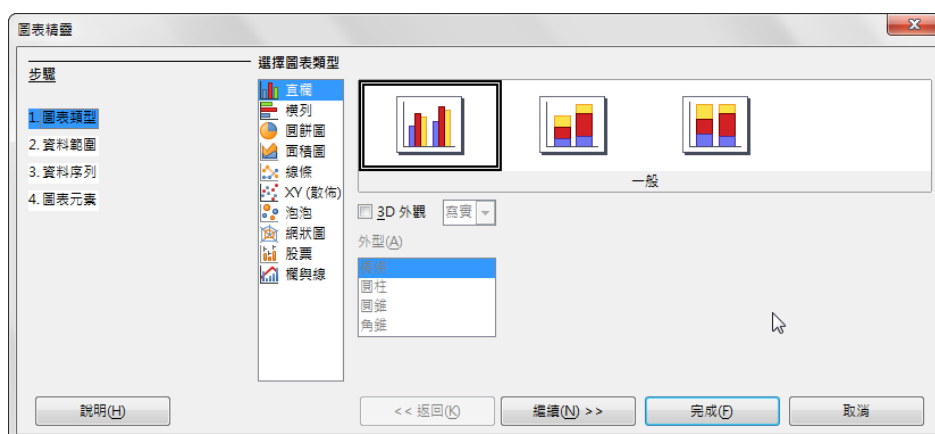 圖表精靈
步驟
1.圖表類型
2.資料範圍
3.資料序列
4.圖表元素
選擇圖表類型
直欄
橫列
圓餅圖
面積圖
線條
XY (散佈)
泡泡
網狀圖
股票
欄與線
一般
3D 外觀
寫實
外型(A)
圓柱
圓錐
角錐
說明(H)
<< 返回(K)
繼續(N) >>
完成(F)
取消